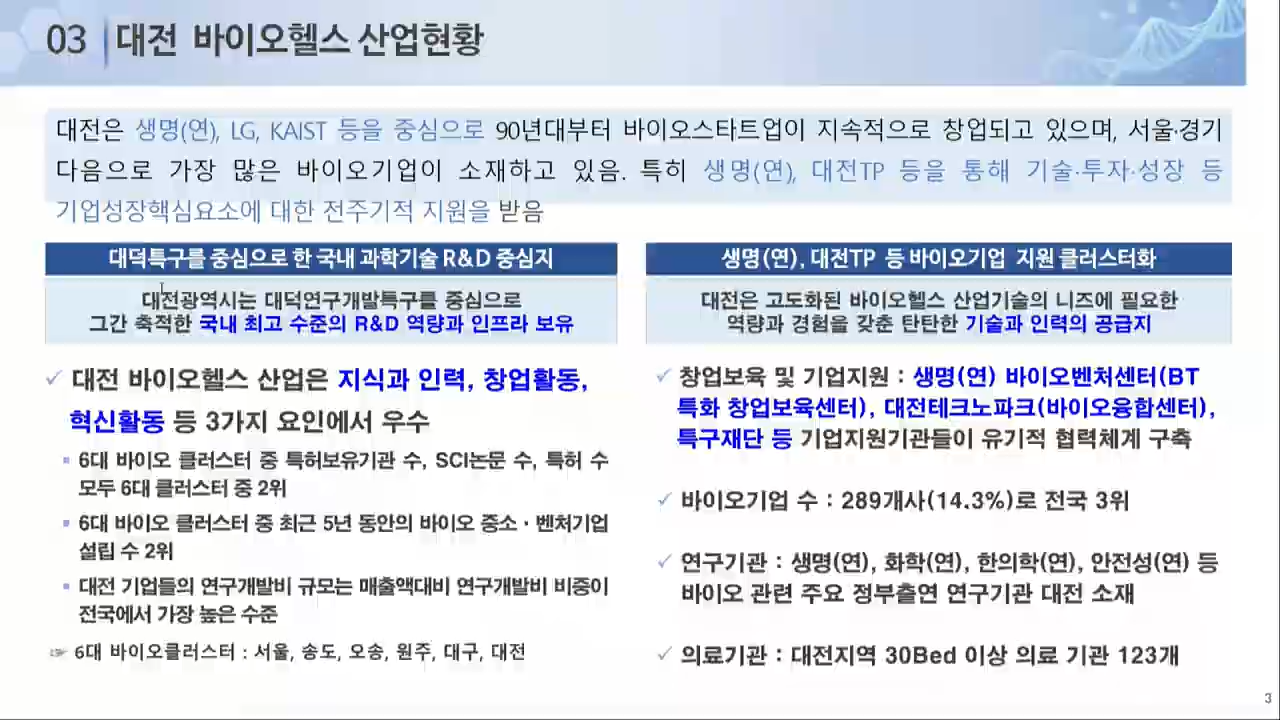 03 대전 바이오헬스 산업현황
대전은 생명(연), LG, KAIST 등을 중심으로 90년대부터 바이오스타트업이 지속적으로 창업되고 있으며, 서울·경기
다음으로 가장 많은 바이오기업이 소재하고 있음. 특히 생명(연), 대전TP 등을 통해 기술·투자·성장 등
기업성장핵심요소에 대한 전주기적 지원을 받음
대덕특구를 중심으로 한 국내 과학기술 R&D 중심지
대전광역시는 대덕연구개발특구를 중심으로
그간 축적한 국내 최고 수준의 R&D 역량과 인프라 보유
✓ 대전 바이오헬스 산업은 지식과 인력, 창업활동,
혁신활동 등 3가지 요인에서 우수
▪ 6대 바이오 클러스터 중 특허보유기관 수, SCI논문 수, 특허 수
모두 6대 클러스터 중 2위
▪ 6대 바이오 클러스터 중 최근 5년 동안의 바이오 중소·벤처기업
설립 수 2위
▪ 대전 기업들의 연구개발비 규모는 매출액대비 연구개발비 비중이
전국에서 가장 높은 수준
☞ 6대 바이오클러스터 : 서울, 송도, 오송, 원주, 대구, 대전
생명(연), 대전TP 등 바이오기업 지원 클러스터화
대전은 고도화된 바이오헬스 산업기술의 니즈에 필요한
역량과 경험을 갖춘 탄탄한 기술과 인력의 공급지
✓ 창업보육 및 기업지원 : 생명(연) 바이오벤처센터(BT
특화 창업보육센터), 대전테크노파크(바이오융합센터),
특구재단 등 기업지원기관들이 유기적 협력체계 구축
✓ 바이오기업 수 : 289개사(14.3%)로 전국 3위
✓ 연구기관 : 생명(연), 화학(연), 한의학(연), 안전성(연) 등
바이오 관련 주요 정부출연 연구기관 대전 소재
✓ 의료기관 : 대전지역 30Bed 이상 의료 기관 123개
3